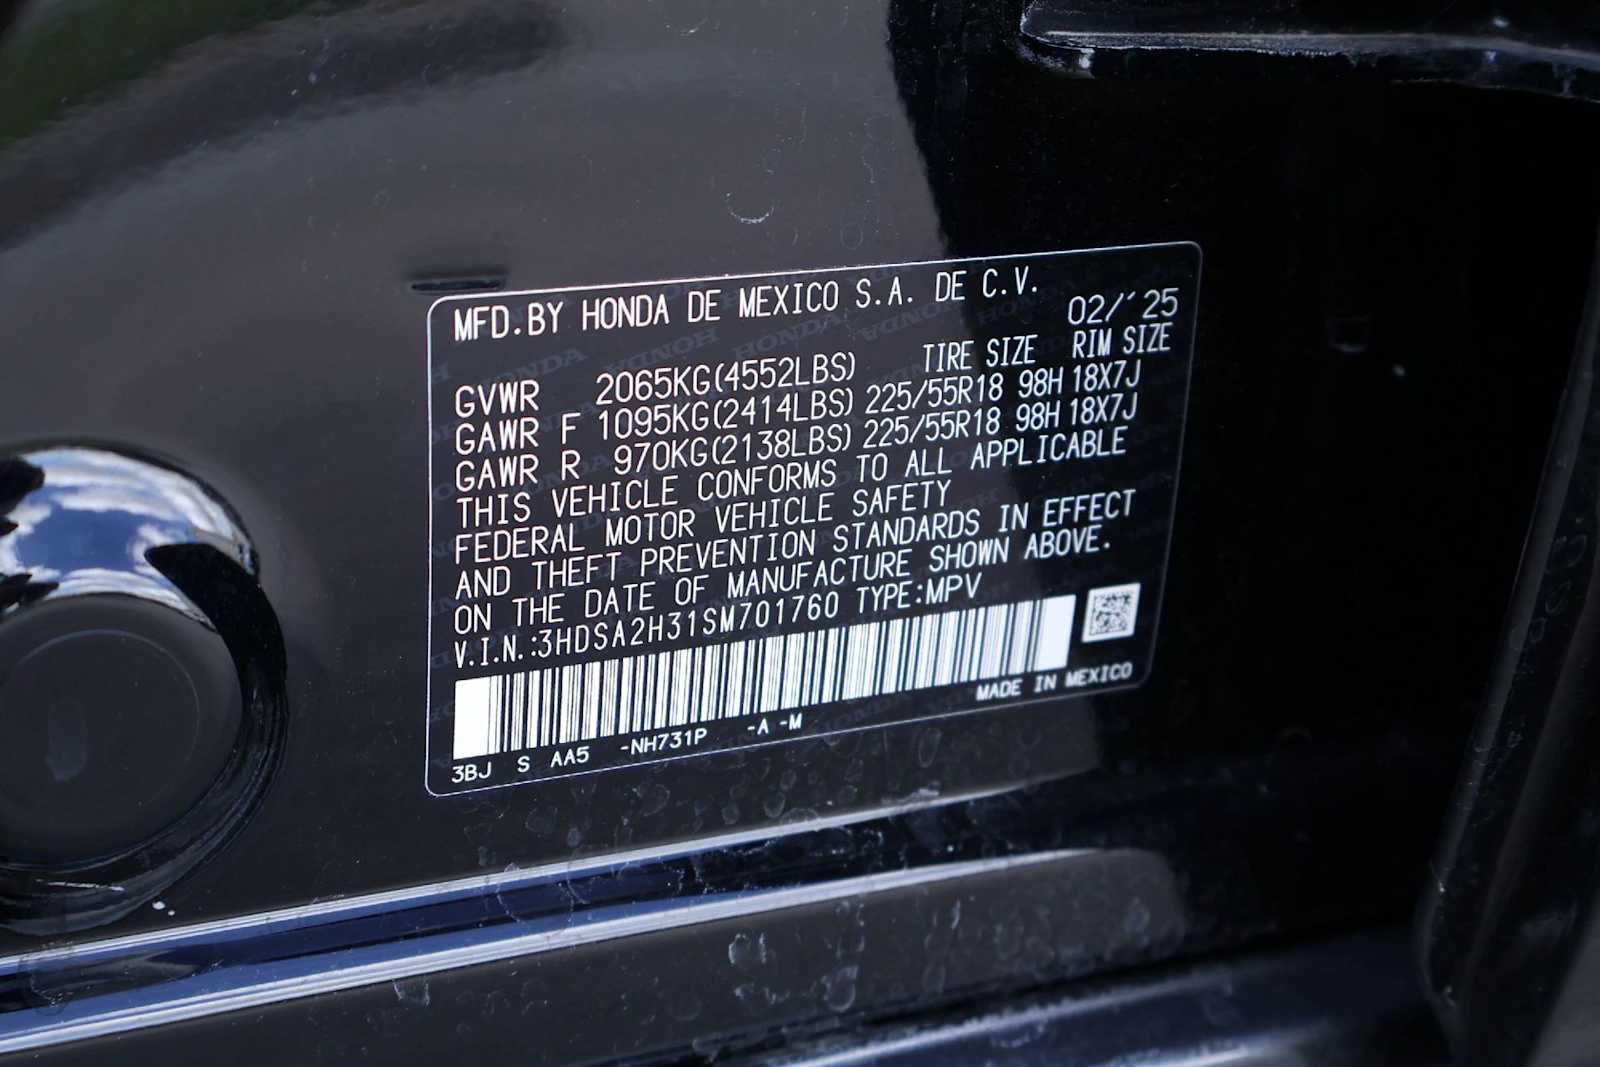 MFD.BY HONDA DE MEXICO S.A. DE C.V.
02/'25
TIRE SIZE RIM SIZE
GVWR 2065KG(4552LBS)
GAWR F 1095KG(2414LBS) 225/55R18 98H 18X7J
GAWR R 970KG(2138LBS) 225/55R18 98H 18X7J
THIS VEHICLE CONFORMS TO ALL APPLICABLE
FEDERAL MOTOR VEHICLE SAFETY
AND THEFT PREVENTION STANDARDS IN EFFECT
ON THE DATE OF MANUFACTURE SHOWN ABOVE.
V.I.N.:3HDSA2H31SM701760 TYPE:MPV
MADE IN MEXICO
3BJ S AA5 -NH731P -A -M